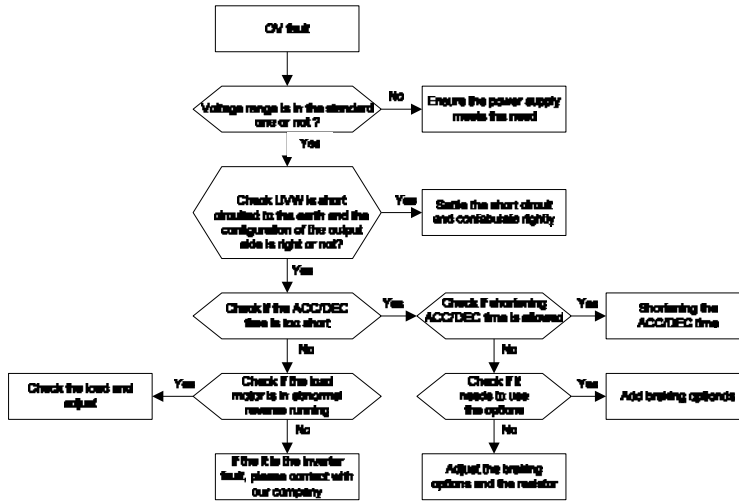 OV fault
Voltage range is in the standard
one or not ?
No
Ensure the power supply
meets the need
Yes
Check UVW is short
circuited to the earth and the
configuration of the output
side is right or not?
Yes
Settle the short circuit
and confabulate rightly
Yes
Check if the ACC/DEC
time is too short
Yes
Check if shortening
ACC/DEC time is allowed
Yes
Shortening the
ACC/DEC time
No
No
Check the load and
adjust
Yes
Check if the load
motor is in abnormal
reverse running
Check if it
needs to use
the options
Yes
Add braking optionds
No
No
If the it is the inverter
fault, please contact with
our company
Adjust the braking
options and the resistor